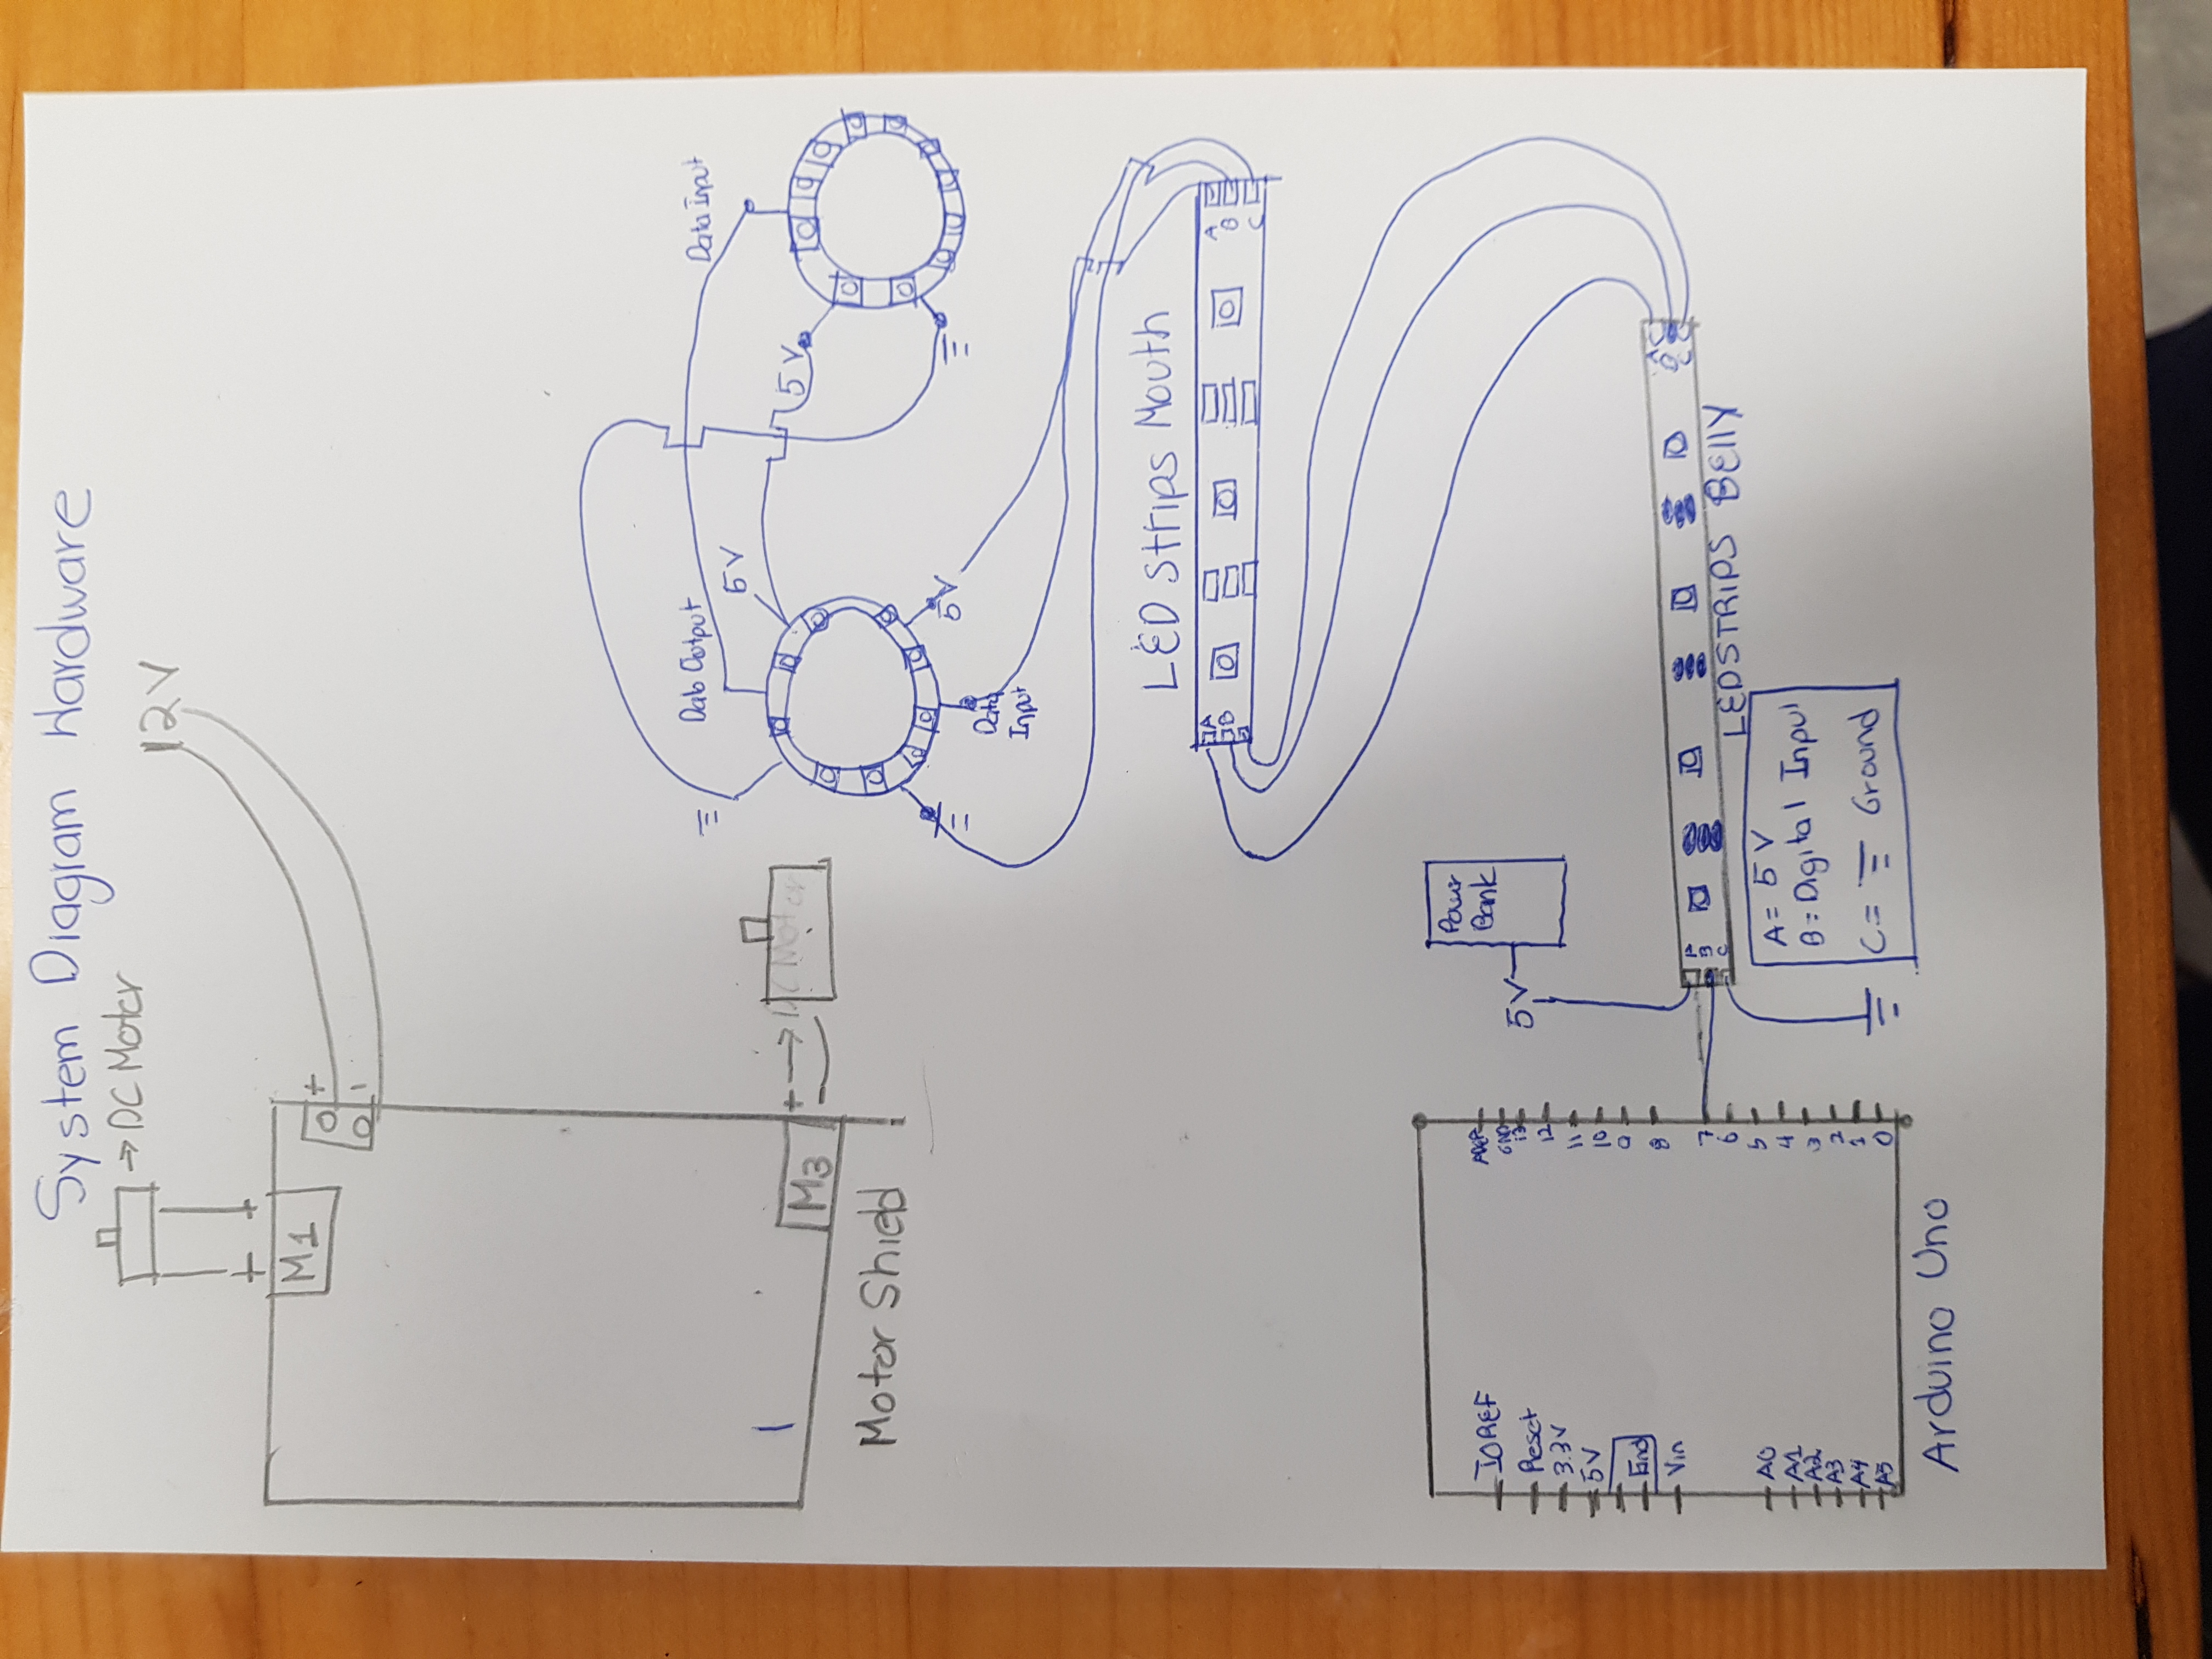 System Diagram Hardware
→ DC Motor
12V
+ +
M1
+
I
Data Output
Data Input
5V
5V
M3
+ → DC Motor
Motor Shield
5V
Data
Input
LED Strips Mouth
A
B
A
B
C
IOREF
Reset
3.3V
5V
Gnd
Vin
A0
A1
A2
A3
A4
A5
AREF
GND
13
12
11
10
9
8
7
6
5
4
3
2
1
0
Arduino Uno
Power
Bank
5V
A
B
C
A
C
LEDSTRIPS BEllY
A = 5 V
B = Digital Input
C = Ground